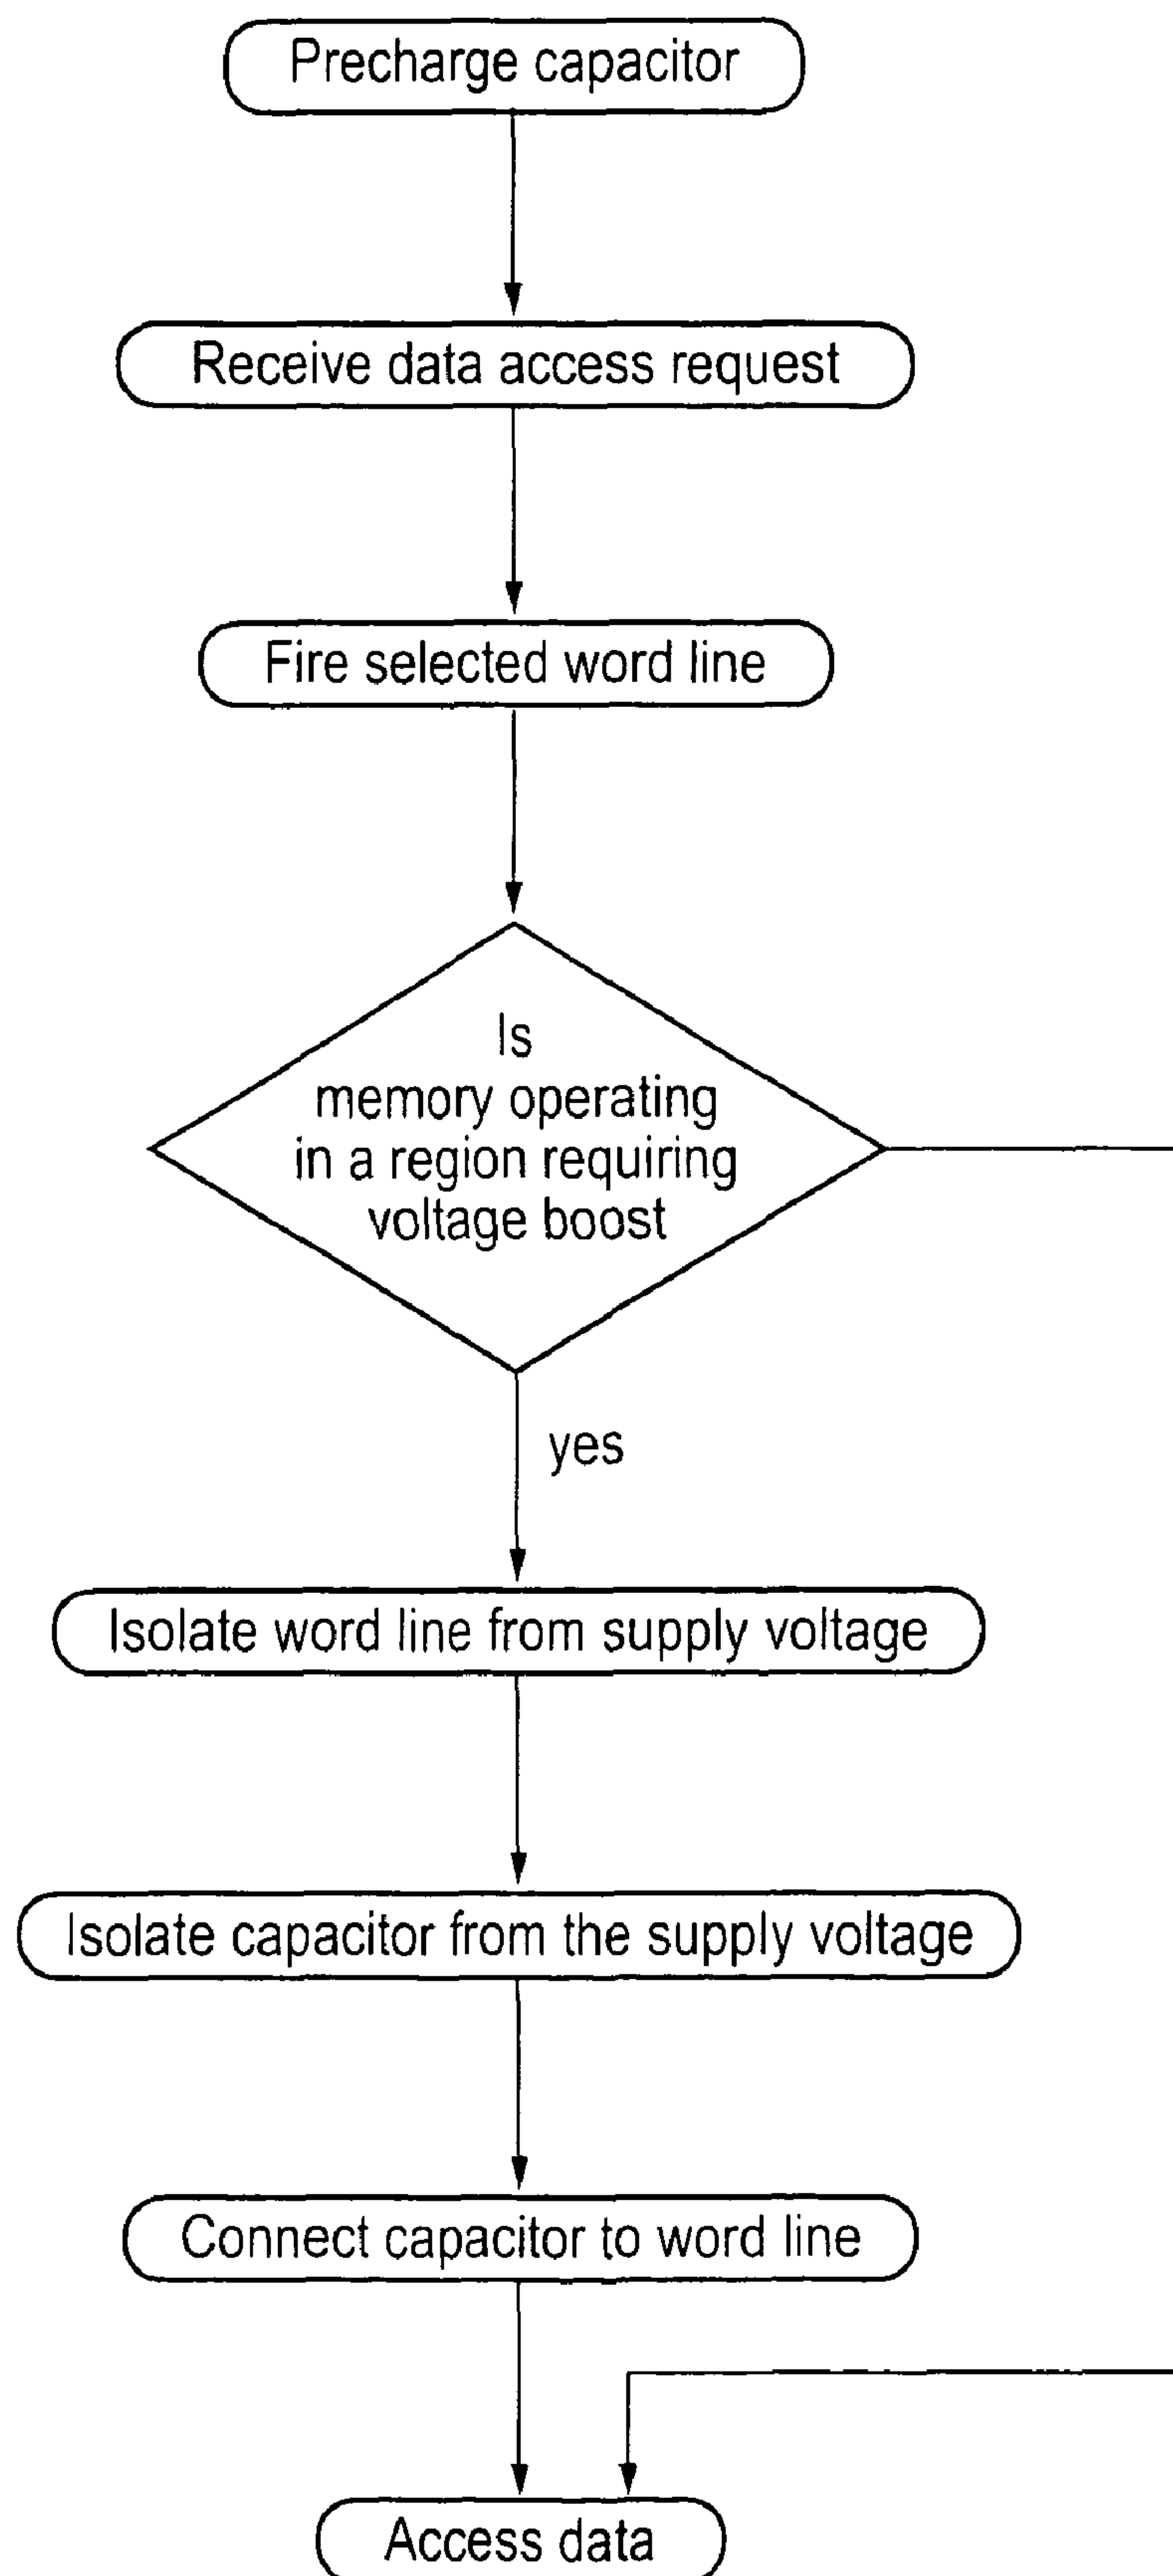 Precharge capacitor
Receive data access request
Fire selected word line
Is
memory operating
in a region requiring
voltage boost
yes
Isolate word line from supply voltage
Isolate capacitor from the supply voltage
Connect capacitor to word line
Access data